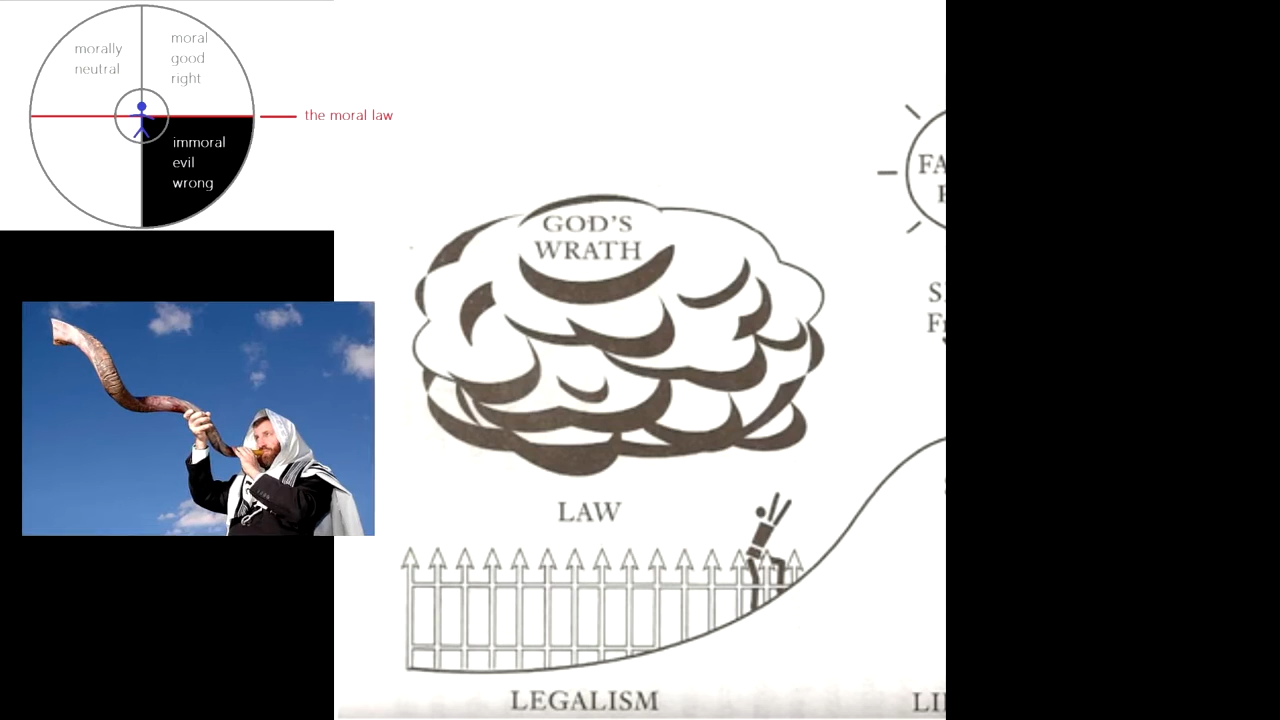 morally
neutral
moral
good
right
the moral law
immoral
evil
wrong
GOD'S
WRATH
LAW
LEGALISM